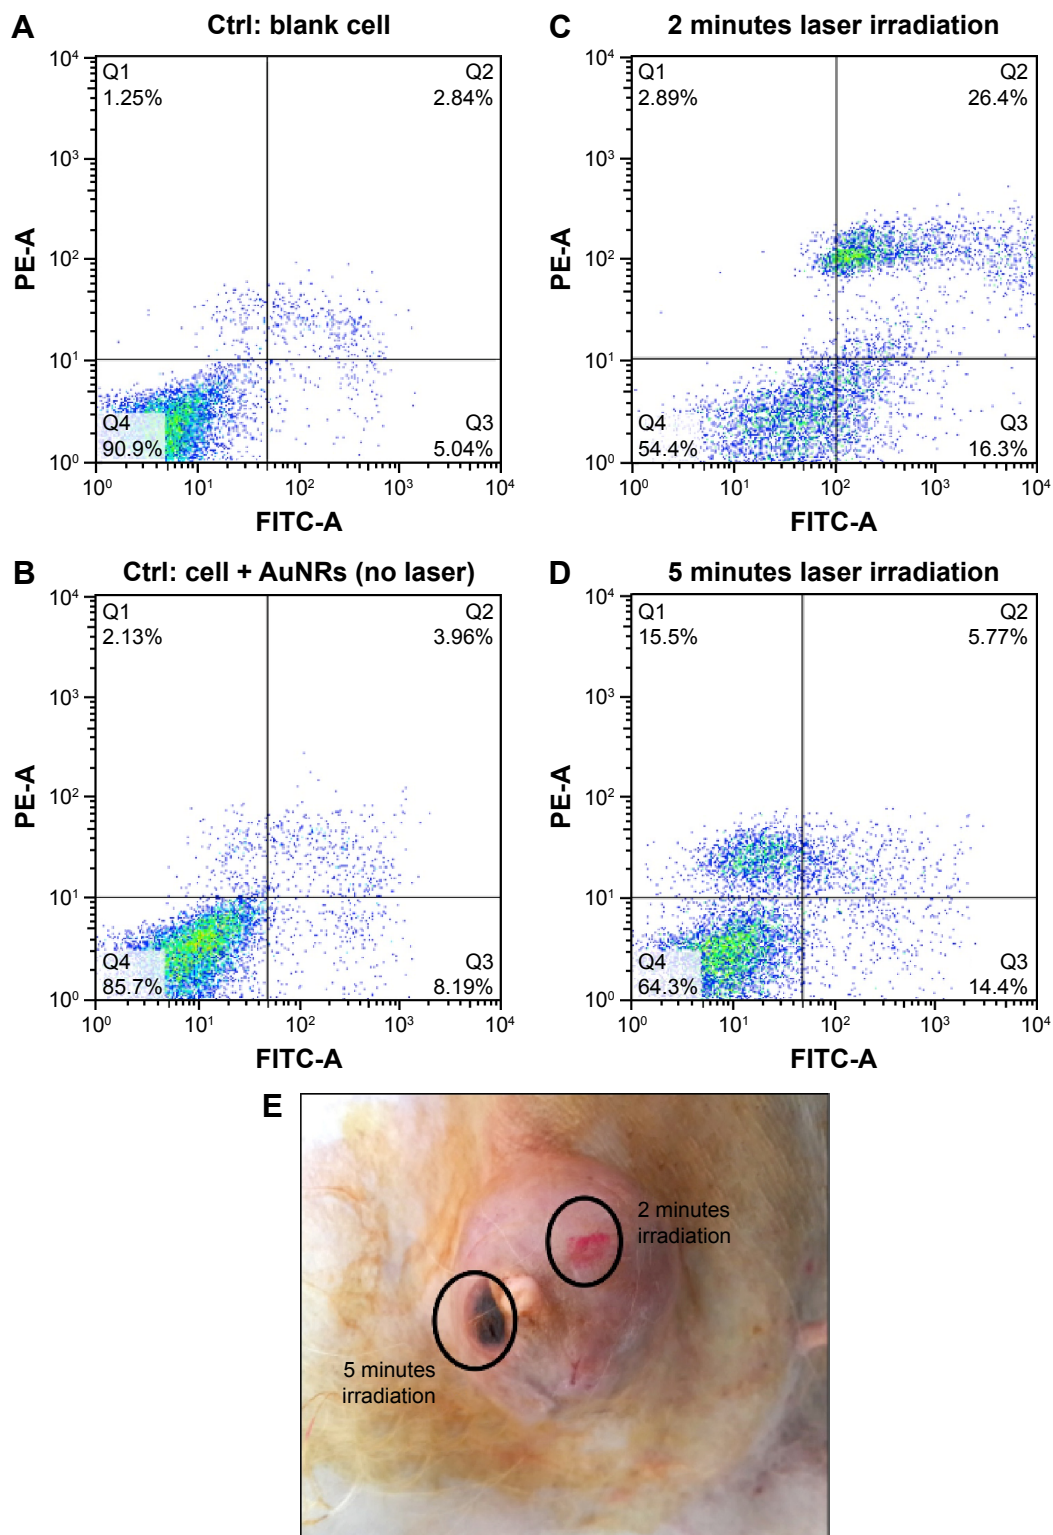 A
Ctrl: blank cell
10⁴
Q1
1.25%
Q2
2.84%
10³
PE-A
10²
10¹
Q4
90.9%
Q3
5.04%
10⁰
10⁰
10¹
10²
10³
10⁴
FITC-A
C
2 minutes laser irradiation
10⁴
Q1
2.89%
Q2
26.4%
10³
PE-A
10²
10¹
Q4
54.4%
Q3
16.3%
10⁰
10⁰
10¹
10²
10³
10⁴
FITC-A
B
Ctrl: cell + AuNRs (no laser)
10⁴
Q1
2.13%
Q2
3.96%
10³
PE-A
10²
10¹
Q4
85.7%
Q3
8.19%
10⁰
10⁰
10¹
10²
10³
10⁴
FITC-A
D
5 minutes laser irradiation
10⁴
Q1
15.5%
Q2
5.77%
10³
PE-A
10²
10¹
Q4
64.3%
Q3
14.4%
10⁰
10⁰
10¹
10²
10³
10⁴
FITC-A
E
2 minutes
irradiation
5 minutes
irradiation